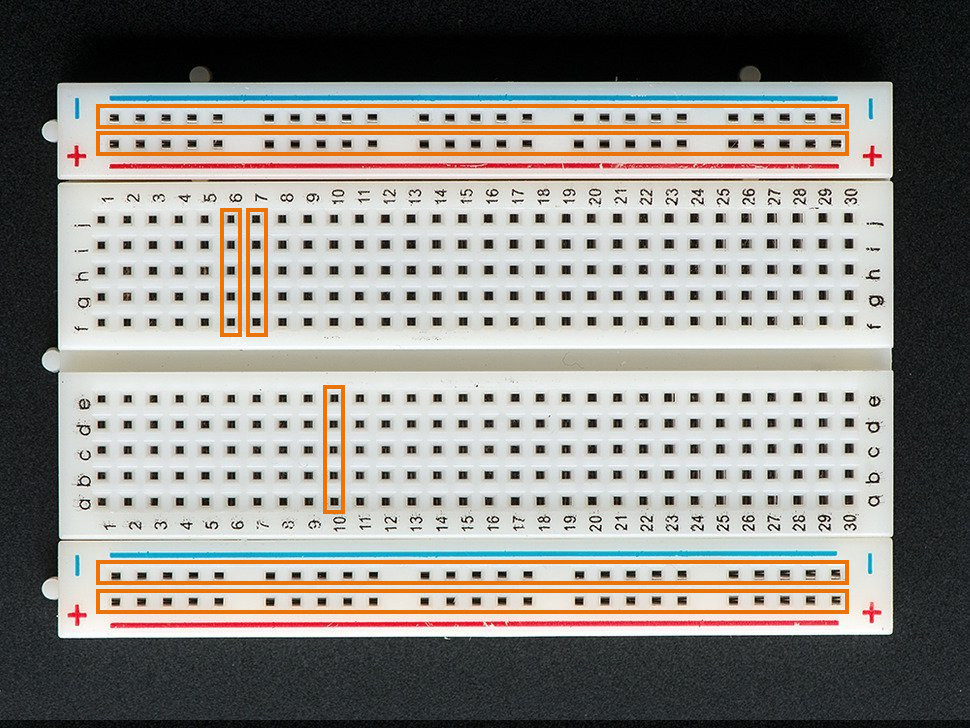 − −
+ +
1 2 3 4 5 6 7 8 9 10 11 12 13 14 15 16 17 18 19 20 21 22 23 24 25 26 27 28 29 30
j j
i i
h h
g g
f f
e e
d d
c c
b b
a a
1 2 3 4 5 6 7 8 9 10 11 12 13 14 15 16 17 18 19 20 21 22 23 24 25 26 27 28 29 30
− −
+ +